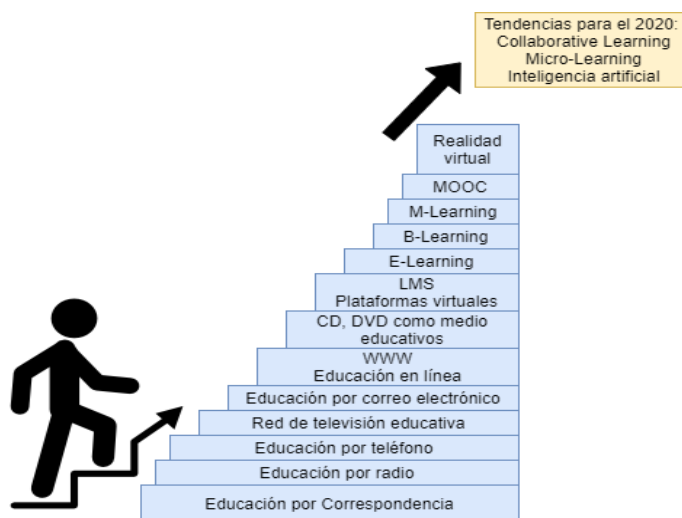 Tendencias para el 2020:
Collaborative Learning
Micro-Learning
Inteligencia artificial
Realidad
virtual
MOOC
M-Learning
B-Learning
E-Learning
LMS
Plataformas virtuales
CD, DVD como medio
educativos
WWW
Educación en línea
Educación por correo electrónico
Red de televisión educativa
Educación por teléfono
Educación por radio
Educación por Correspondencia